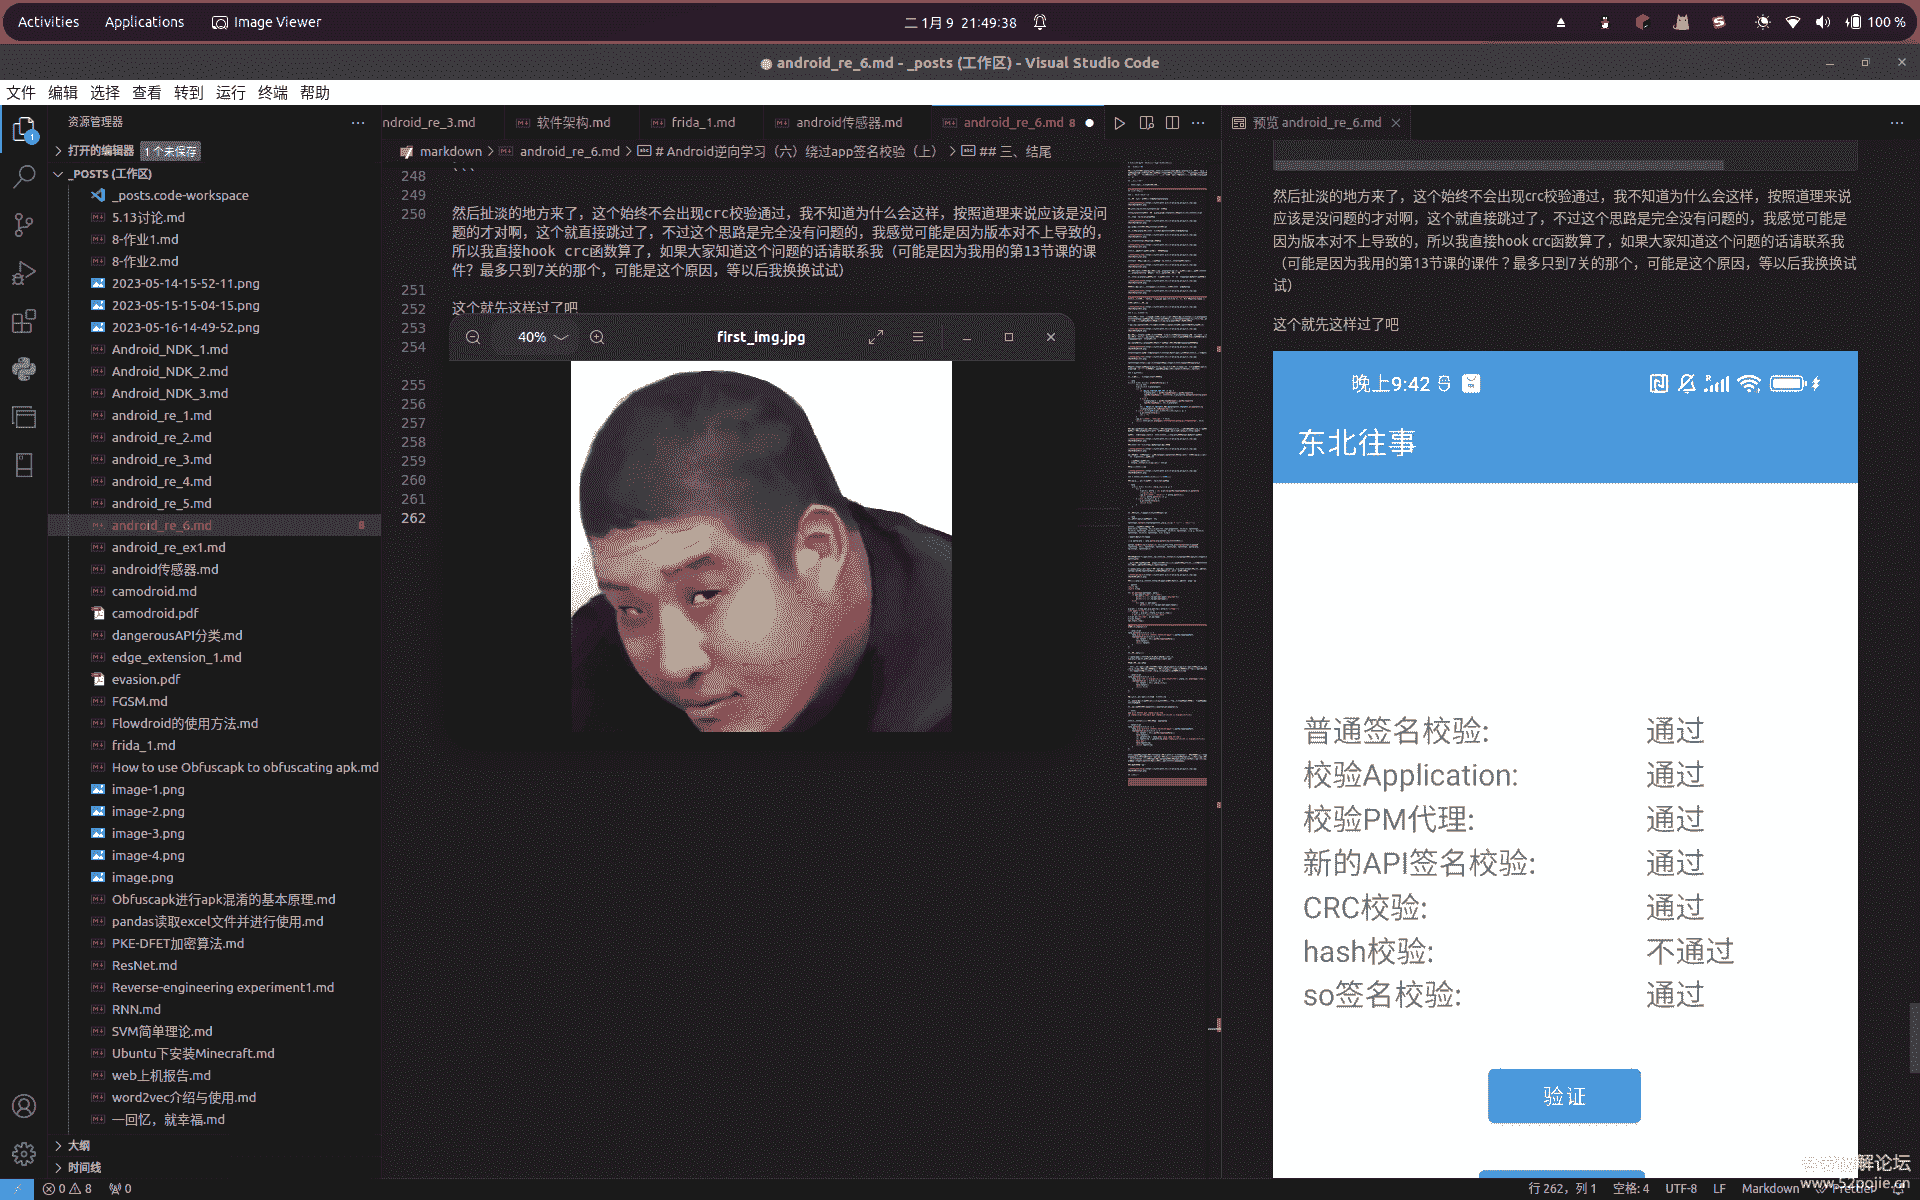 Activities
Applications
Image Viewer
二 1月 9 21:49:38
100 %
android_re_6.md - _posts (工作区) - Visual Studio Code
文件 编辑 选择 查看 转到 运行 终端 帮助
资源管理器
打开的编辑器 1 个未保存
_POSTS (工作区)
_posts.code-workspace
5.13讨论.md
8-作业1.md
8-作业2.md
2023-05-14-15-52-11.png
2023-05-15-15-04-15.png
2023-05-16-14-49-52.png
Android_NDK_1.md
Android_NDK_2.md
Android_NDK_3.md
android_re_1.md
android_re_2.md
android_re_3.md
android_re_4.md
android_re_5.md
android_re_6.md 8
android_re_ex1.md
android传感器.md
camodroid.md
camodroid.pdf
dangerousAPI分类.md
edge_extension_1.md
evasion.pdf
FGSM.md
Flowdroid的使用方法.md
frida_1.md
How to use Obfuscapk to obfuscating apk.md
image-1.png
image-2.png
image-3.png
image-4.png
image.png
Obfuscapk进行apk混淆的基本原理.md
pandas读取excel文件并进行使用.md
PKE-DFET加密算法.md
ResNet.md
Reverse-engineering experiment1.md
RNN.md
SVM简单理论.md
Ubuntu下安装Minecraft.md
web上机报告.md
word2vec介绍与使用.md
一回忆，就幸福.md
大纲
时间线
ndroid_re_3.md
软件架构.md
frida_1.md
android传感器.md
android_re_6.md 8
markdown > android_re_6.md > # Android逆向学习（六）绕过app签名校验（上） > ## 三、结尾
248 ```
249
250 然后扯淡的地方来了，这个始终不会出现crc校验通过，我不知道为什么会这样，按照道理来说应该是没问
题的才对啊，这个就直接跳过了，不过这个思路是完全没有问题的，我感觉可能是因为版本对不上导致的，
所以我直接hook crc函数算了，如果大家知道这个问题的话请联系我（可能是因为我用的第13节课的课
件？最多只到7关的那个，可能是这个原因，等以后我换换试试）
251
252 这个就先这样过了吧
253
254
255
256
257
258
259
260
261
262
40%
first_img.jpg
预览 android_re_6.md
然后扯淡的地方来了，这个始终不会出现crc校验通过，我不知道为什么会这样，按照道理来说
应该是没问题的才对啊，这个就直接跳过了，不过这个思路是完全没有问题的，我感觉可能是
因为版本对不上导致的，所以我直接hook crc函数算了，如果大家知道这个问题的话请联系我
（可能是因为我用的第13节课的课件？最多只到7关的那个，可能是这个原因，等以后我换换试
试）
这个就先这样过了吧
晚上9:42
东北往事
普通签名校验: 通过
校验Application: 通过
校验PM代理: 通过
新的API签名校验: 通过
CRC校验: 通过
hash校验: 不通过
so签名校验: 通过
验证
0 8 0
行 262，列 1 空格: 4 UTF-8 LF Markdown
www.52pojie.cn